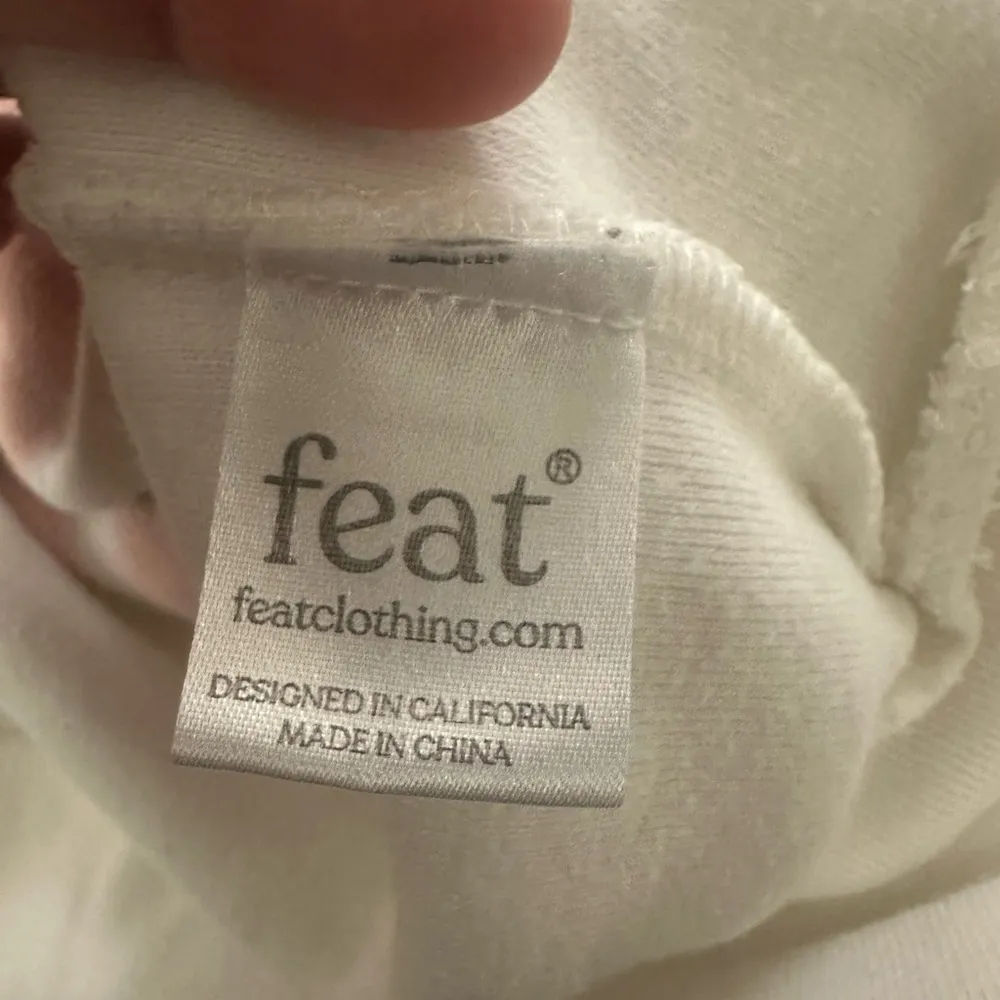 feat®
featclothing.com
DESIGNED IN CALIFORNIA
MADE IN CHINA